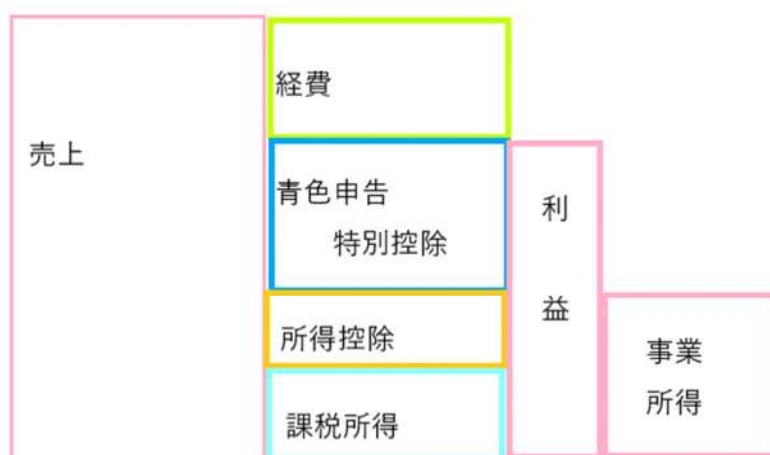 売上
経費
青色申告
特別控除
所得控除
課税所得
利
益
事業
所得